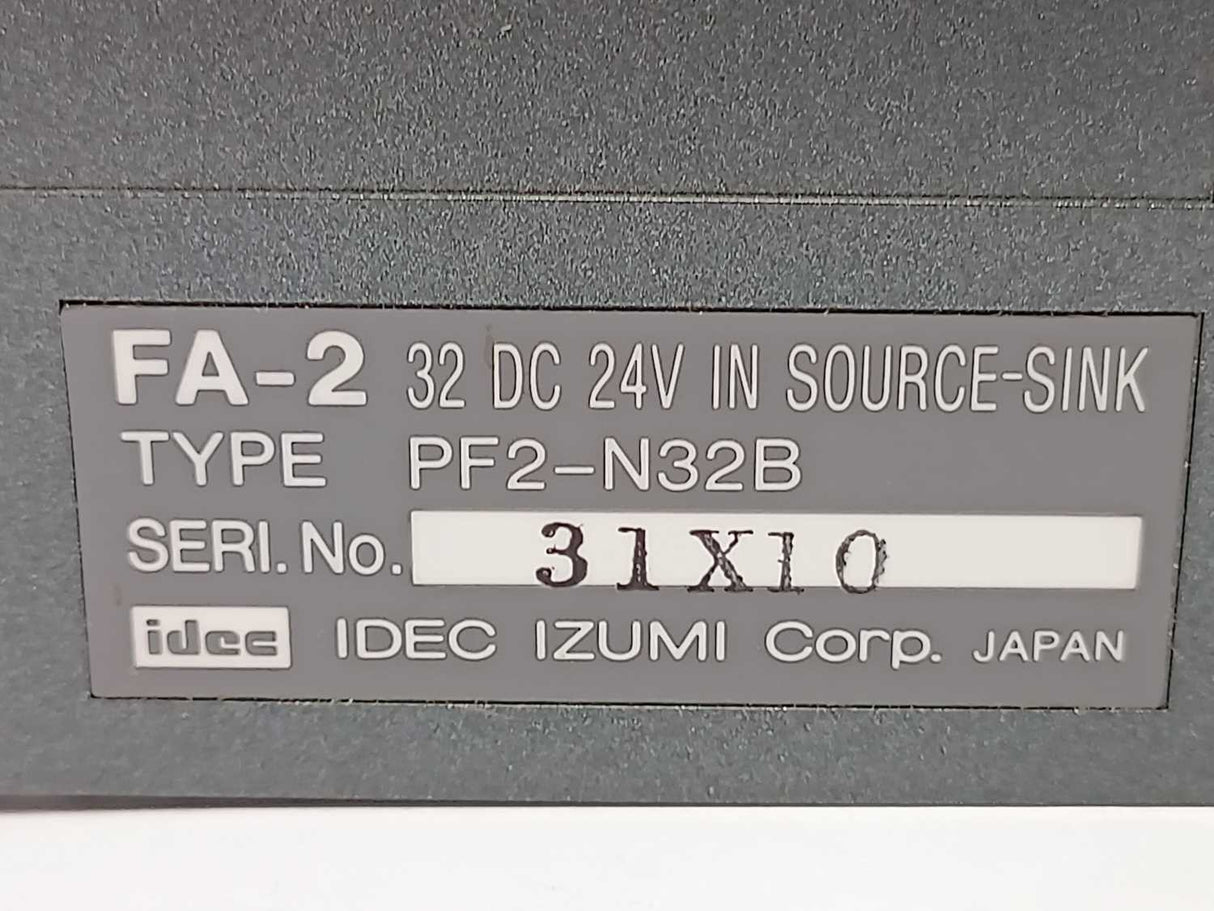 FA-2 32 DC 24V IN SOURCE-SINK
TYPE PF2-N32B
SERI. No. 31X10
idec IDEC IZUMI Corp. JAPAN